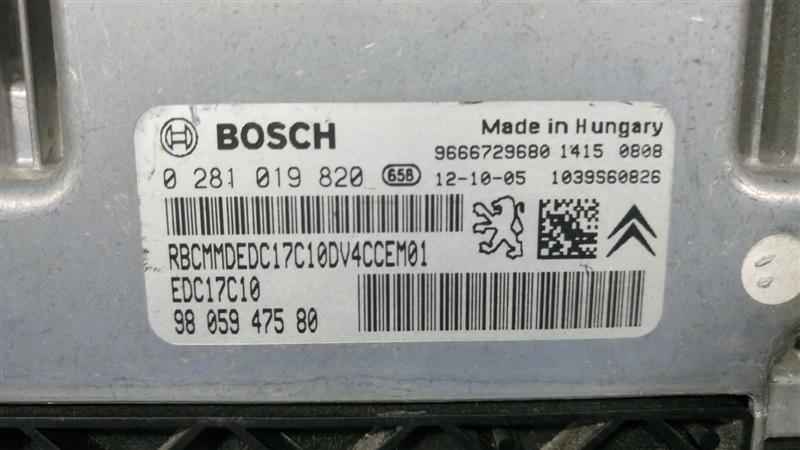 BOSCH
Made in Hungary
9666729680 1415 0808
0 281 019 820 65B 12-10-05 1039S60826
RBCMMDEDC17C10DV4CCEM01
EDC17C10
98 059 475 80